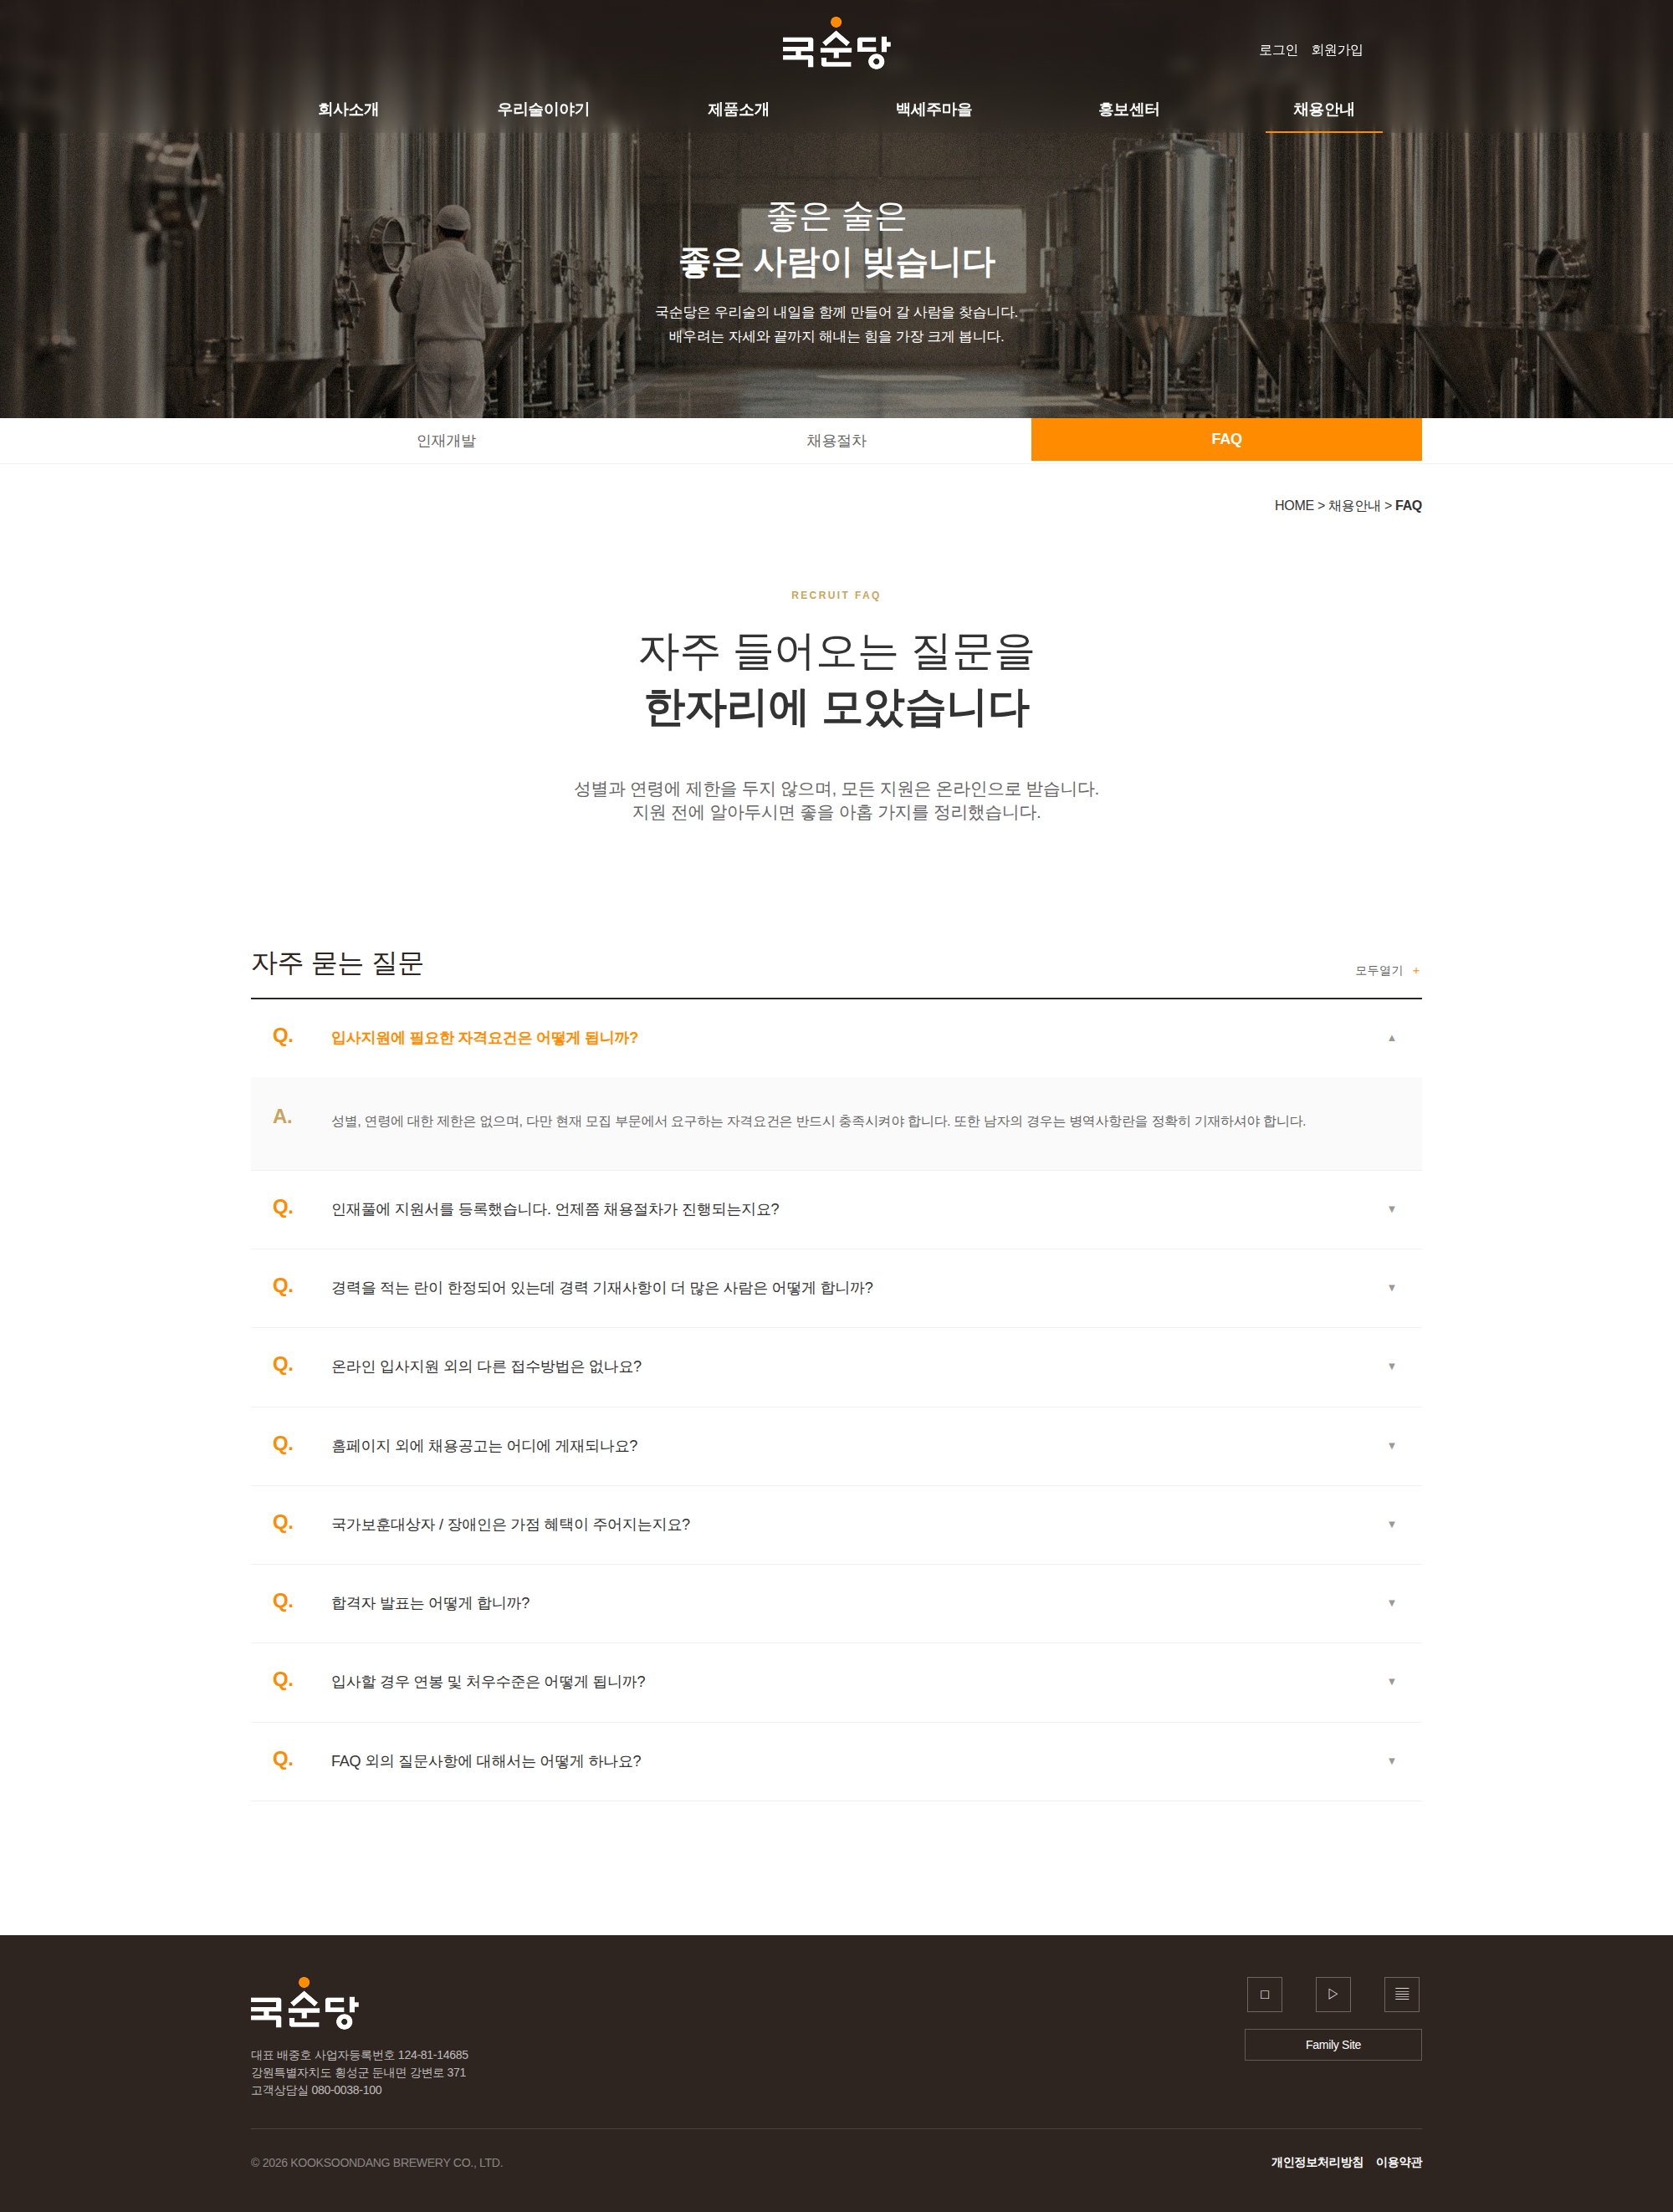 국순당
로그인 회원가입
회사소개 우리술이야기 제품소개 백세주마을 홍보센터 채용안내
좋은 술은
좋은 사람이 빚습니다
국순당은 우리술의 내일을 함께 만들어 갈 사람을 찾습니다.
배우려는 자세와 끝까지 해내는 힘을 가장 크게 봅니다.
인재개발 채용절차 FAQ
HOME > 채용안내 > FAQ
RECRUIT FAQ
자주 들어오는 질문을
한자리에 모았습니다
성별과 연령에 제한을 두지 않으며, 모든 지원은 온라인으로 받습니다.
지원 전에 알아두시면 좋을 아홉 가지를 정리했습니다.
자주 묻는 질문
모두열기 +
Q. 입사지원에 필요한 자격요건은 어떻게 됩니까? ▲
A. 성별, 연령에 대한 제한은 없으며, 다만 현재 모집 부문에서 요구하는 자격요건은 반드시 충족시켜야 합니다. 또한 남자의 경우는 병역사항란을 정확히 기재하셔야 합니다.
Q. 인재풀에 지원서를 등록했습니다. 언제쯤 채용절차가 진행되는지요? ▼
Q. 경력을 적는 란이 한정되어 있는데 경력 기재사항이 더 많은 사람은 어떻게 합니까? ▼
Q. 온라인 입사지원 외의 다른 접수방법은 없나요? ▼
Q. 홈페이지 외에 채용공고는 어디에 게재되나요? ▼
Q. 국가보훈대상자 / 장애인은 가점 혜택이 주어지는지요? ▼
Q. 합격자 발표는 어떻게 합니까? ▼
Q. 입사할 경우 연봉 및 처우수준은 어떻게 됩니까? ▼
Q. FAQ 외의 질문사항에 대해서는 어떻게 하나요? ▼
국순당
대표 배중호 사업자등록번호 124-81-14685
강원특별자치도 횡성군 둔내면 강변로 371
고객상담실 080-0038-100
Family Site
© 2026 KOOKSOONDANG BREWERY CO., LTD.
개인정보처리방침 이용약관